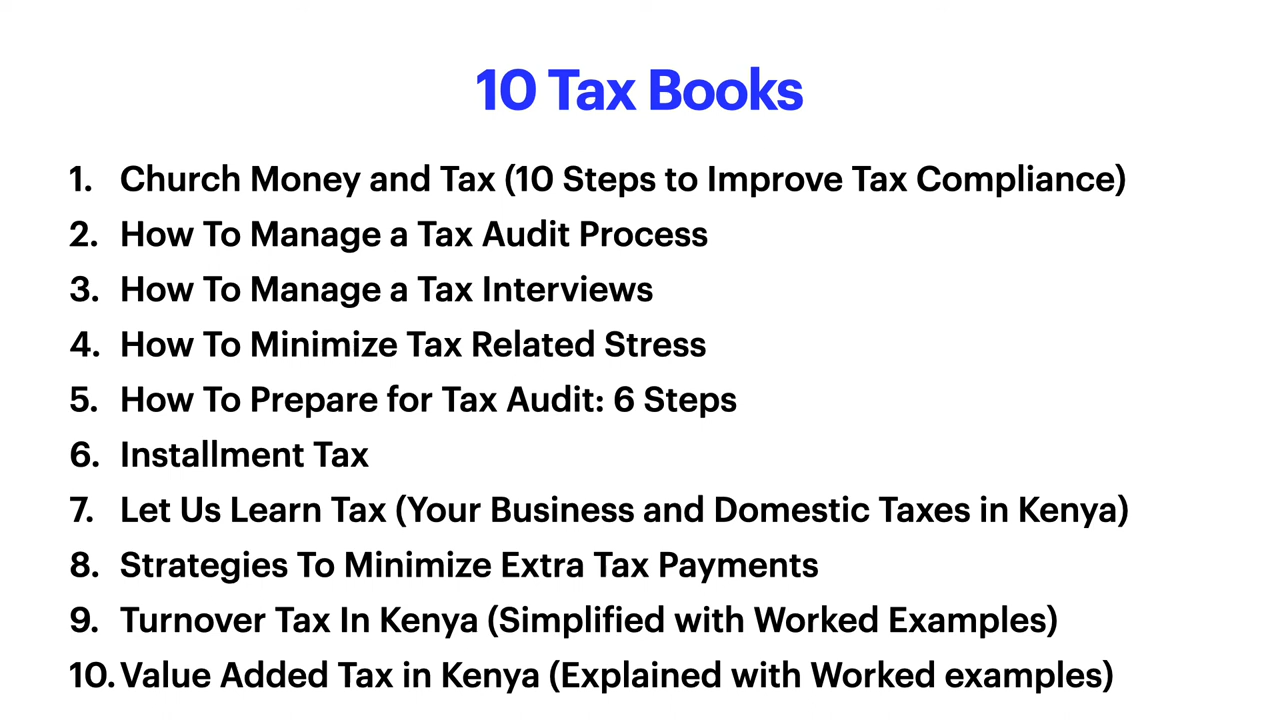 10 Tax Books
1. Church Money and Tax (10 Steps to Improve Tax Compliance)
2. How To Manage a Tax Audit Process
3. How To Manage a Tax Interviews
4. How To Minimize Tax Related Stress
5. How To Prepare for Tax Audit: 6 Steps
6. Installment Tax
7. Let Us Learn Tax (Your Business and Domestic Taxes in Kenya)
8. Strategies To Minimize Extra Tax Payments
9. Turnover Tax In Kenya (Simplified with Worked Examples)
10. Value Added Tax in Kenya (Explained with Worked examples)